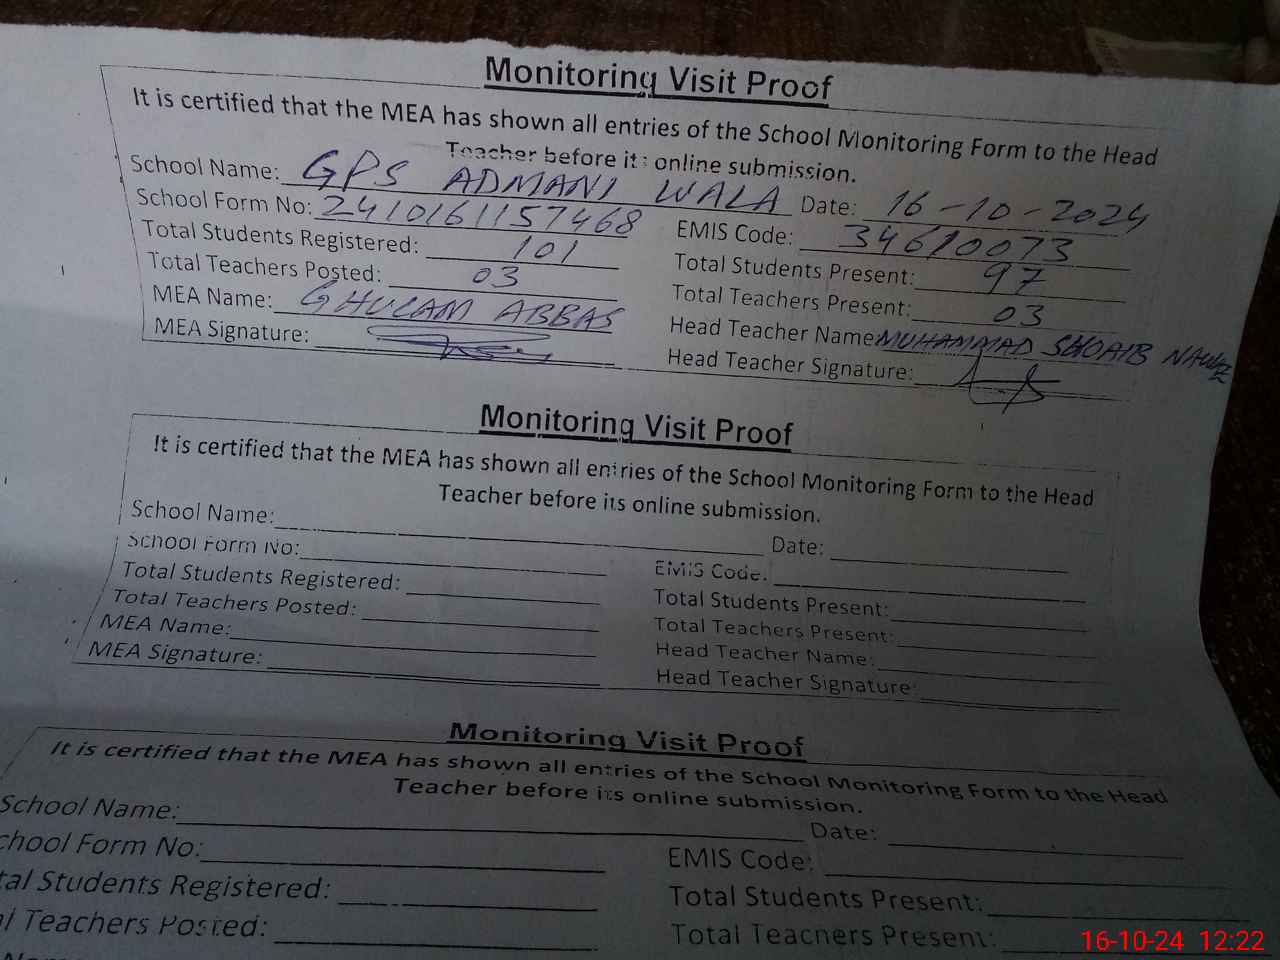 Monitoring Visit Proof
It is certified that the MEA has shown all entries of the School Monitoring Form to the Head
Teacher before its online submission.
School Name: GPS ADMANI WALA Date: 16-10-2024
School Form No: 2410161157468 EMIS Code: 34610073
Total Students Registered: 101 Total Students Present: 97
Total Teachers Posted: 03 Total Teachers Present: 03
MEA Name: GHULAM ABBAS Head Teacher Name: MUHAMMAD SHOAIB NAWAZ
MEA Signature: Head Teacher Signature:
Monitoring Visit Proof
It is certified that the MEA has shown all entries of the School Monitoring Form to the Head
Teacher before its online submission.
School Name: Date:
School Form No: EMIS Code:
Total Students Registered: Total Students Present:
Total Teachers Posted: Total Teachers Present:
MEA Name: Head Teacher Name:
MEA Signature: Head Teacher Signature:
Monitoring Visit Proof
It is certified that the MEA has shown all entries of the School Monitoring Form to the Head
Teacher before its online submission.
School Name: Date:
chool Form No: EMIS Code:
tal Students Registered: Total Students Present:
al Teachers Posted: Total Teachers Present:
16-10-24 12:22